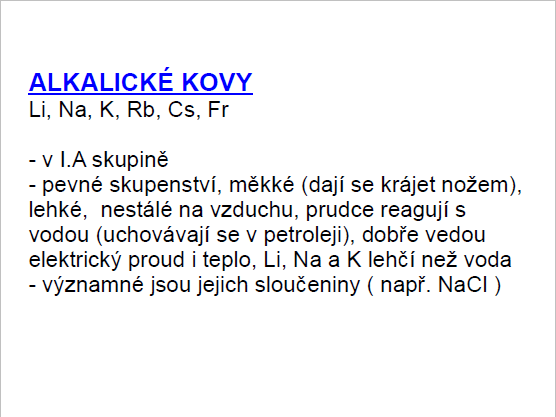 ALKALICKÉ KOVY
Li, Na, K, Rb, Cs, Fr
- v I.A skupině
- pevné skupenství, měkké (dají se krájet nožem),
lehké,  nestálé na vzduchu, prudce reagují s
vodou (uchovávají se v petroleji), dobře vedou
elektrický proud i teplo, Li, Na a K lehčí než voda
- významné jsou jejich sloučeniny ( např. NaCl )